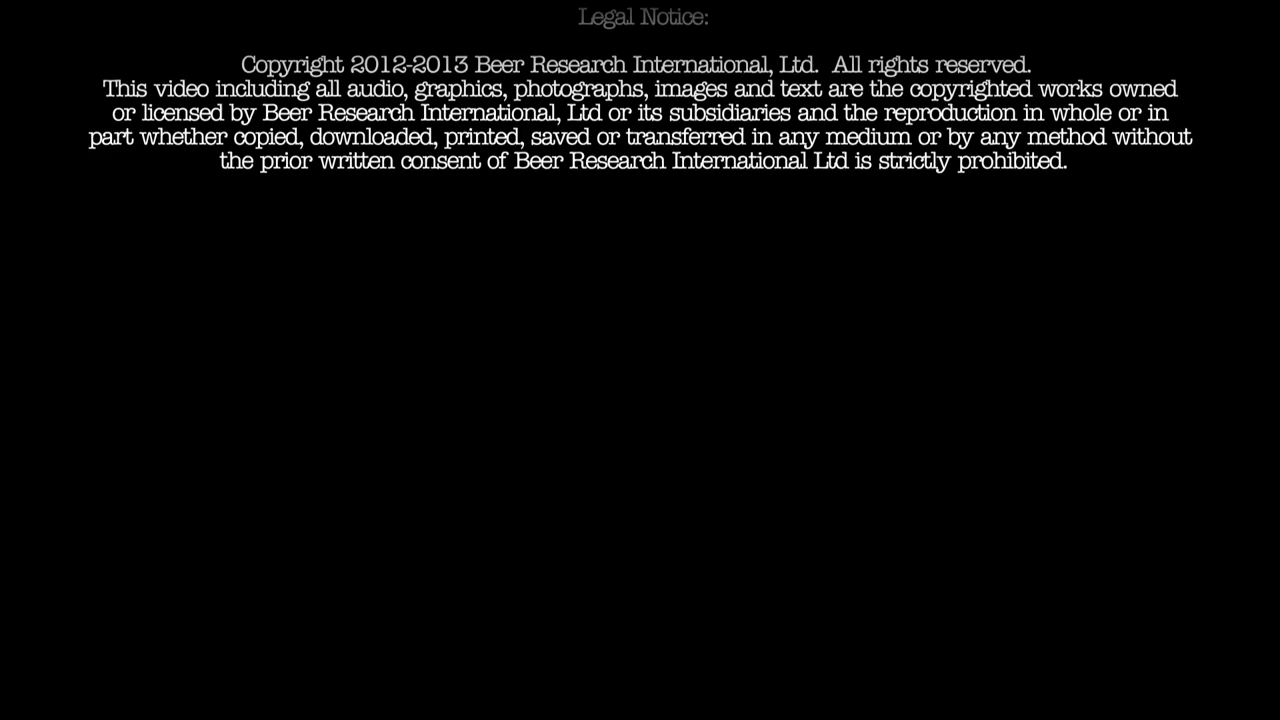 Legal Notice:
Copyright 2012-2013 Beer Research International, Ltd.  All rights reserved.
This video including all audio, graphics, photographs, images and text are the copyrighted works owned
or licensed by Beer Research International, Ltd or its subsidiaries and the reproduction in whole or in
part whether copied, downloaded, printed, saved or transferred in any medium or by any method without
the prior written consent of Beer Research International Ltd is strictly prohibited.